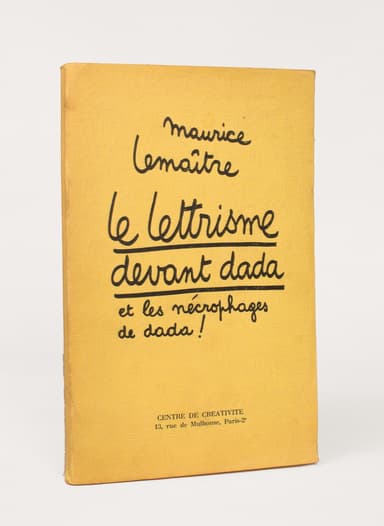 maurice
lemaître
le lettrisme
devant dada
et les nécrophages
de dada !
CENTRE DE CREATIVITE
13, rue de Mulhouse, Paris-2e